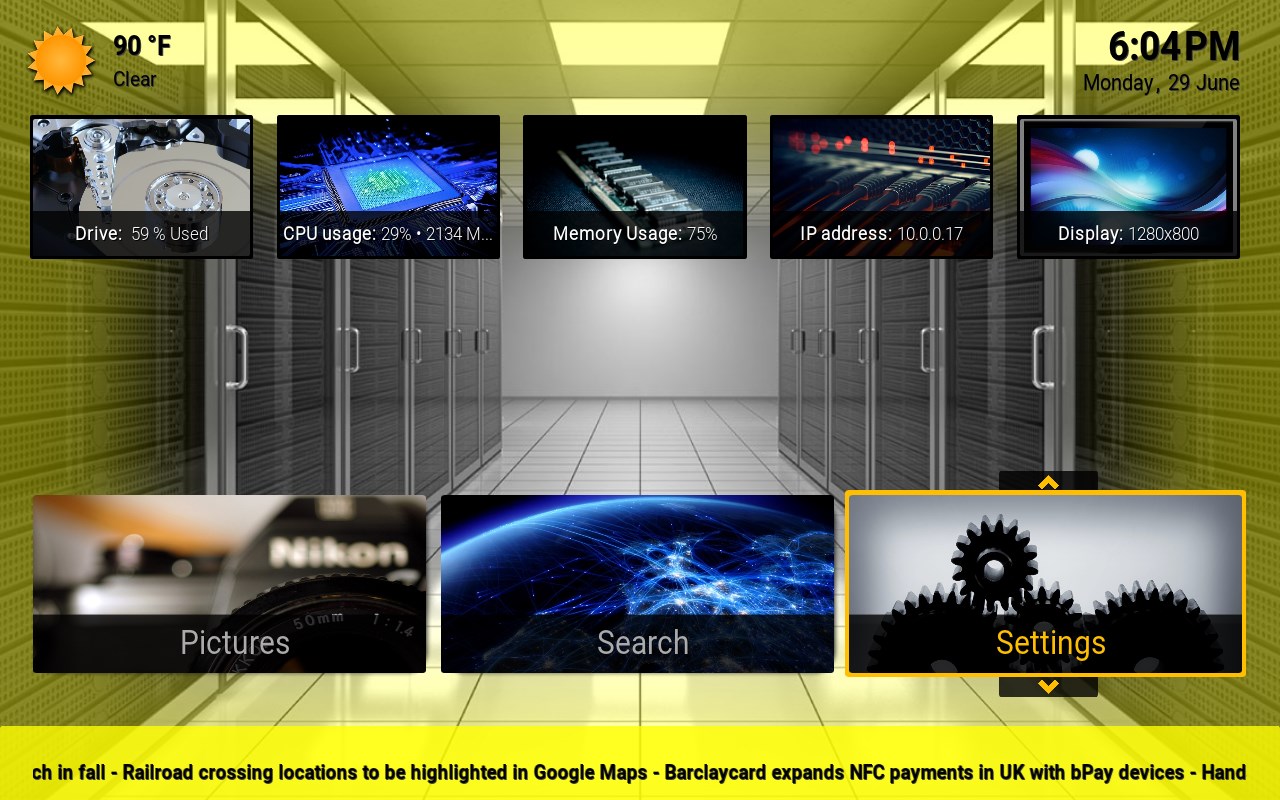 90 °F
Clear
6:04 PM
Monday, 29 June
Drive: 59 % Used
CPU usage: 29% • 2134 M...
Memory Usage: 75%
IP address: 10.0.0.17
Display: 1280x800
Nikon
50mm 1:1.4
Pictures
Search
Settings
ch in fall - Railroad crossing locations to be highlighted in Google Maps - Barclaycard expands NFC payments in UK with bPay devices - Hand